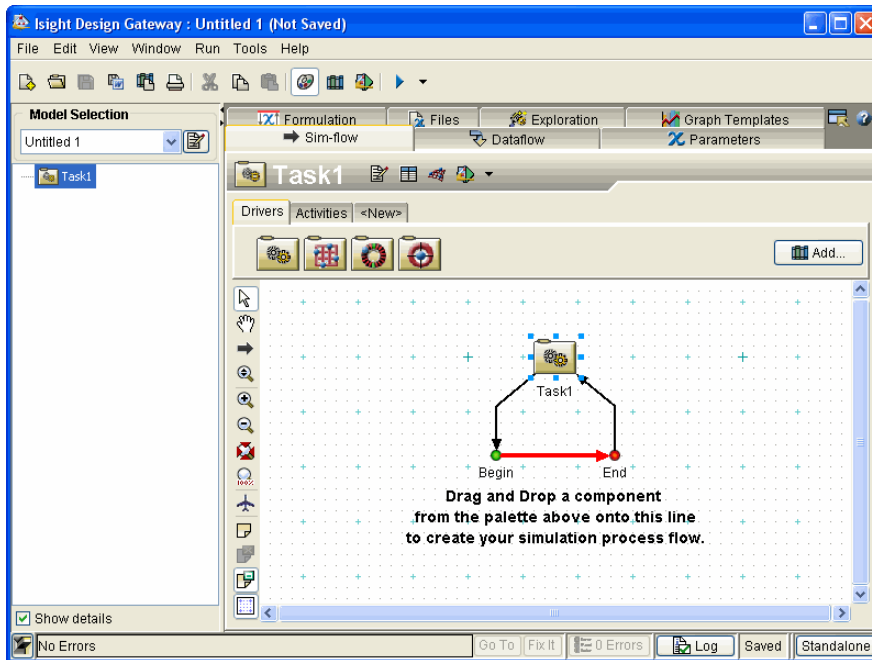 Isight Design Gateway : Untitled 1 (Not Saved)
File Edit View Window Run Tools Help
Model Selection
Untitled 1
Task1
Formulation Files Exploration Graph Templates
Sim-flow Dataflow Parameters
Task1
Drivers Activities <New>
Add...
100%
Task1
Begin End
Drag and Drop a component
from the palette above onto this line
to create your simulation process flow.
Show details
No Errors Go To Fix It 0 Errors Log Saved Standalone